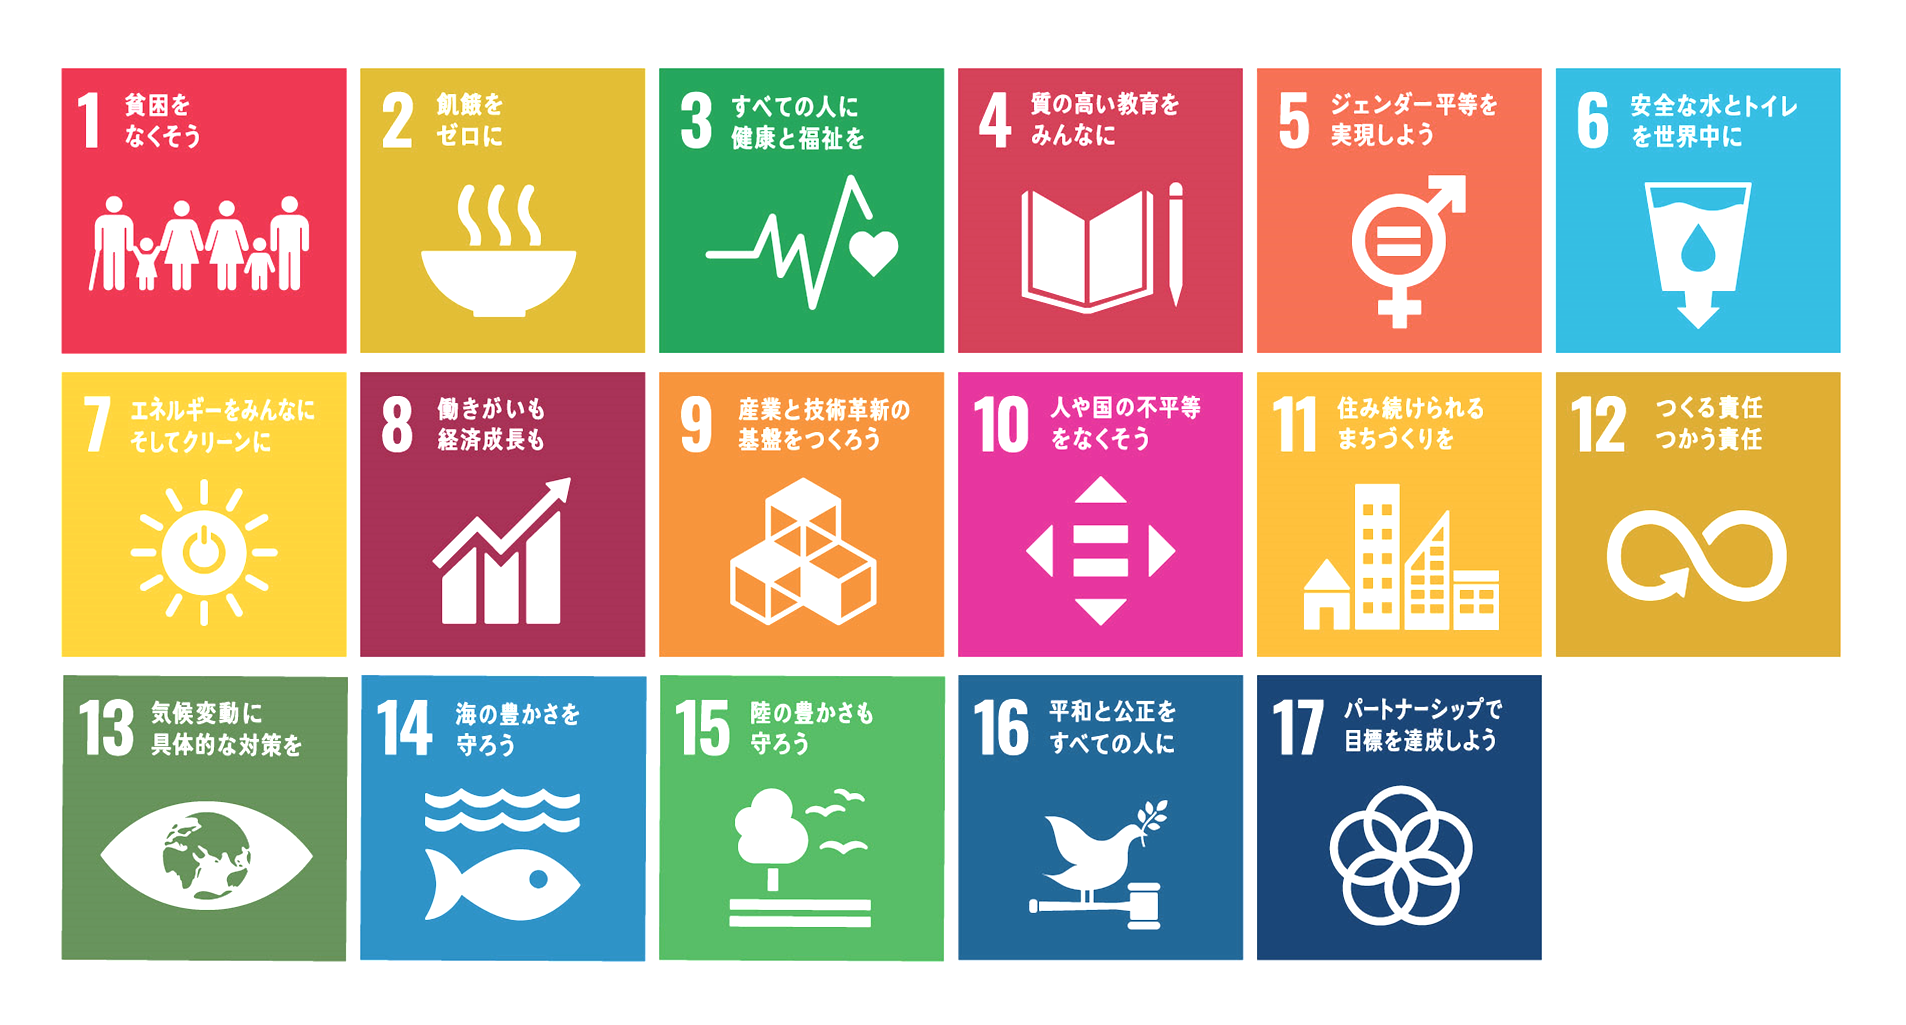 1 貧困を
なくそう
2 飢餓を
ゼロに
3 すべての人に
健康と福祉を
4 質の高い教育を
みんなに
5 ジェンダー平等を
実現しよう
6 安全な水とトイレ
を世界中に
7 エネルギーをみんなに
そしてクリーンに
8 働きがいも
経済成長も
9 産業と技術革新の
基盤をつくろう
10 人や国の不平等
をなくそう
11 住み続けられる
まちづくりを
12 つくる責任
つかう責任
13 気候変動に
具体的な対策を
14 海の豊かさを
守ろう
15 陸の豊かさも
守ろう
16 平和と公正を
すべての人に
17 パートナーシップで
目標を達成しよう